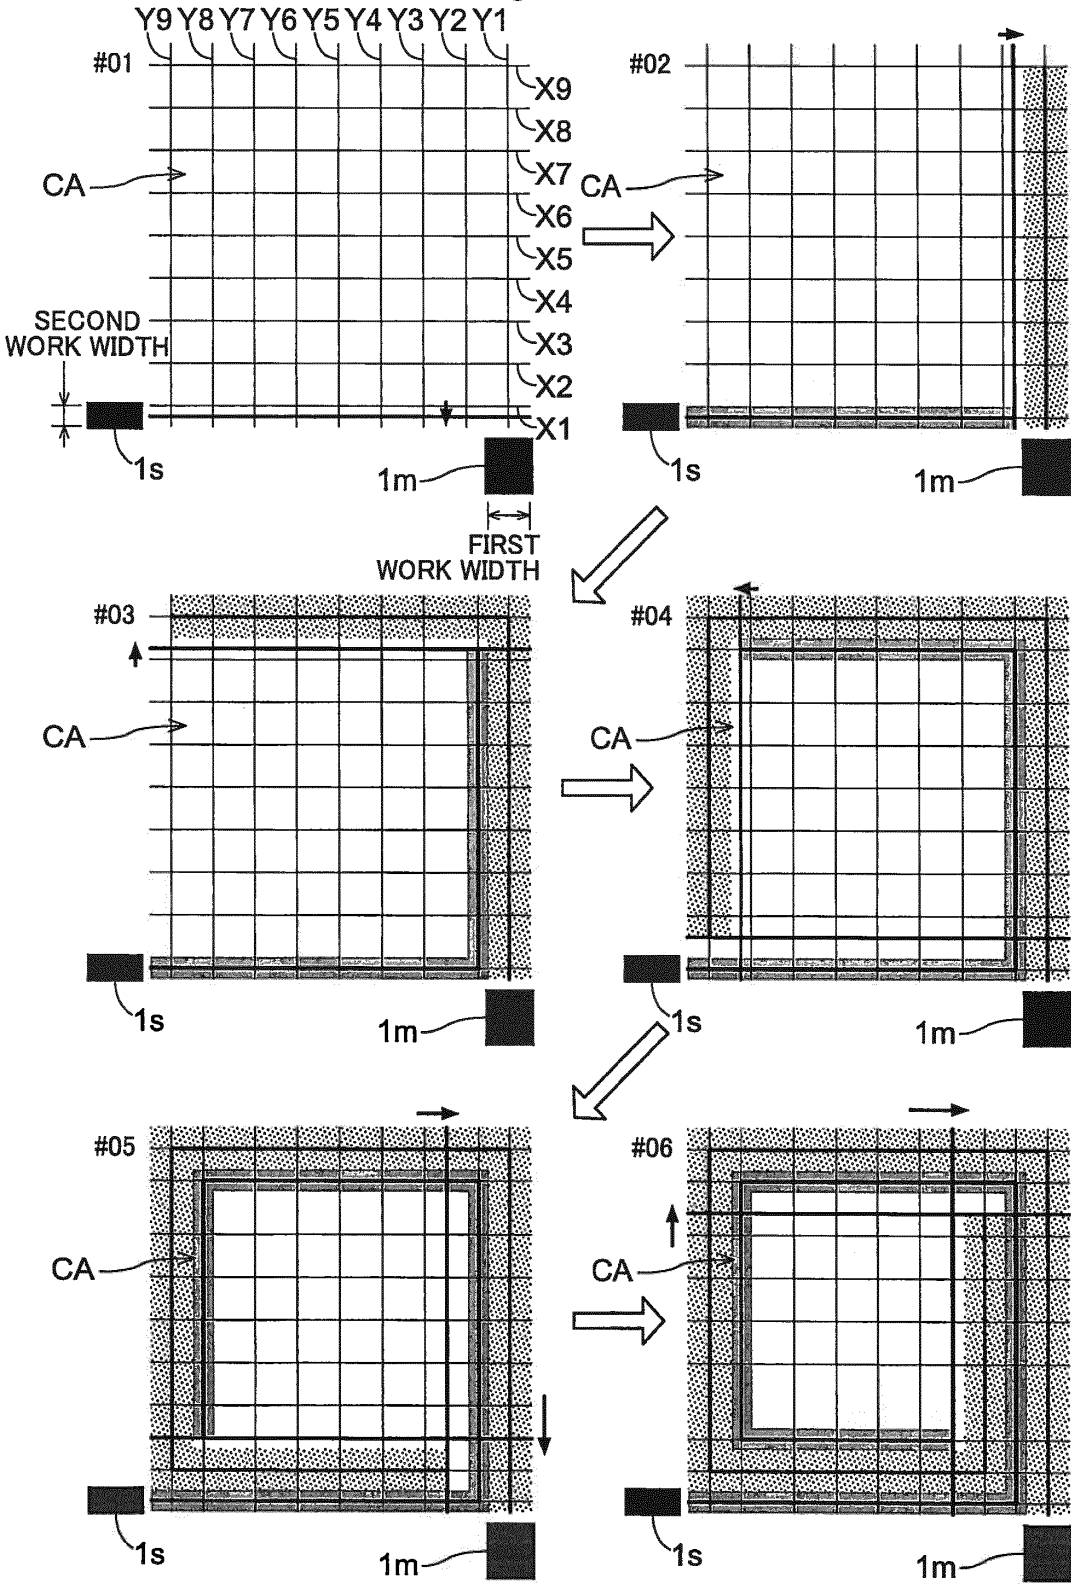 Y9 Y8 Y7 Y6 Y5 Y4 Y3 Y2 Y1
#01
X9
X8
X7
X6
X5
X4
X3
X2
X1
CA
SECOND
WORK WIDTH
1s
1m
FIRST
WORK WIDTH
#02
CA
1s
1m
#03
CA
1s
1m
#04
CA
1s
1m
#05
CA
1s
1m
#06
CA
1s
1m